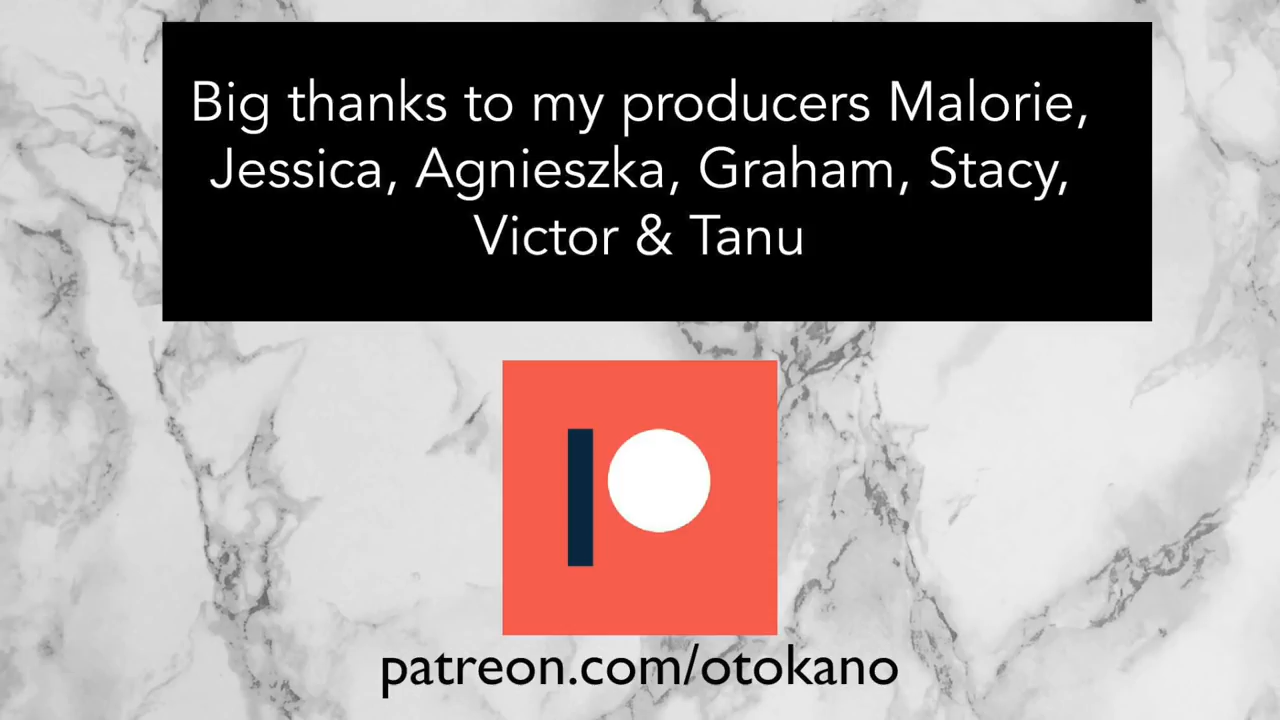 Big thanks to my producers Malorie,
Jessica, Agnieszka, Graham, Stacy,
Victor & Tanu
patreon.com/otokano